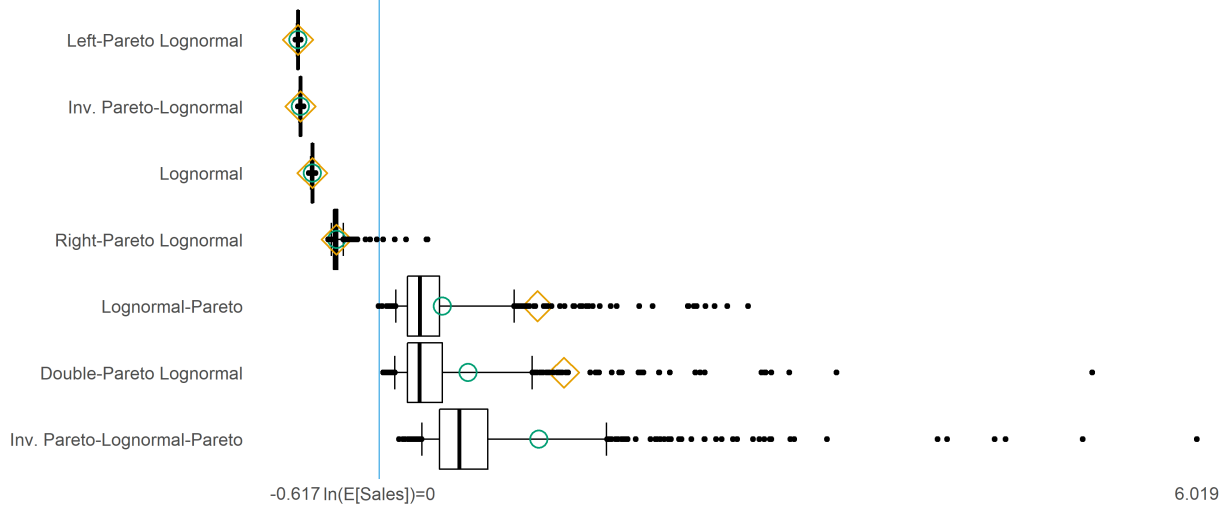 Left-Pareto Lognormal
Inv. Pareto-Lognormal
Lognormal
Right-Pareto Lognormal
Lognormal-Pareto
Double-Pareto Lognormal
Inv. Pareto-Lognormal-Pareto
-0.617 ln(E[Sales])=0 6.019